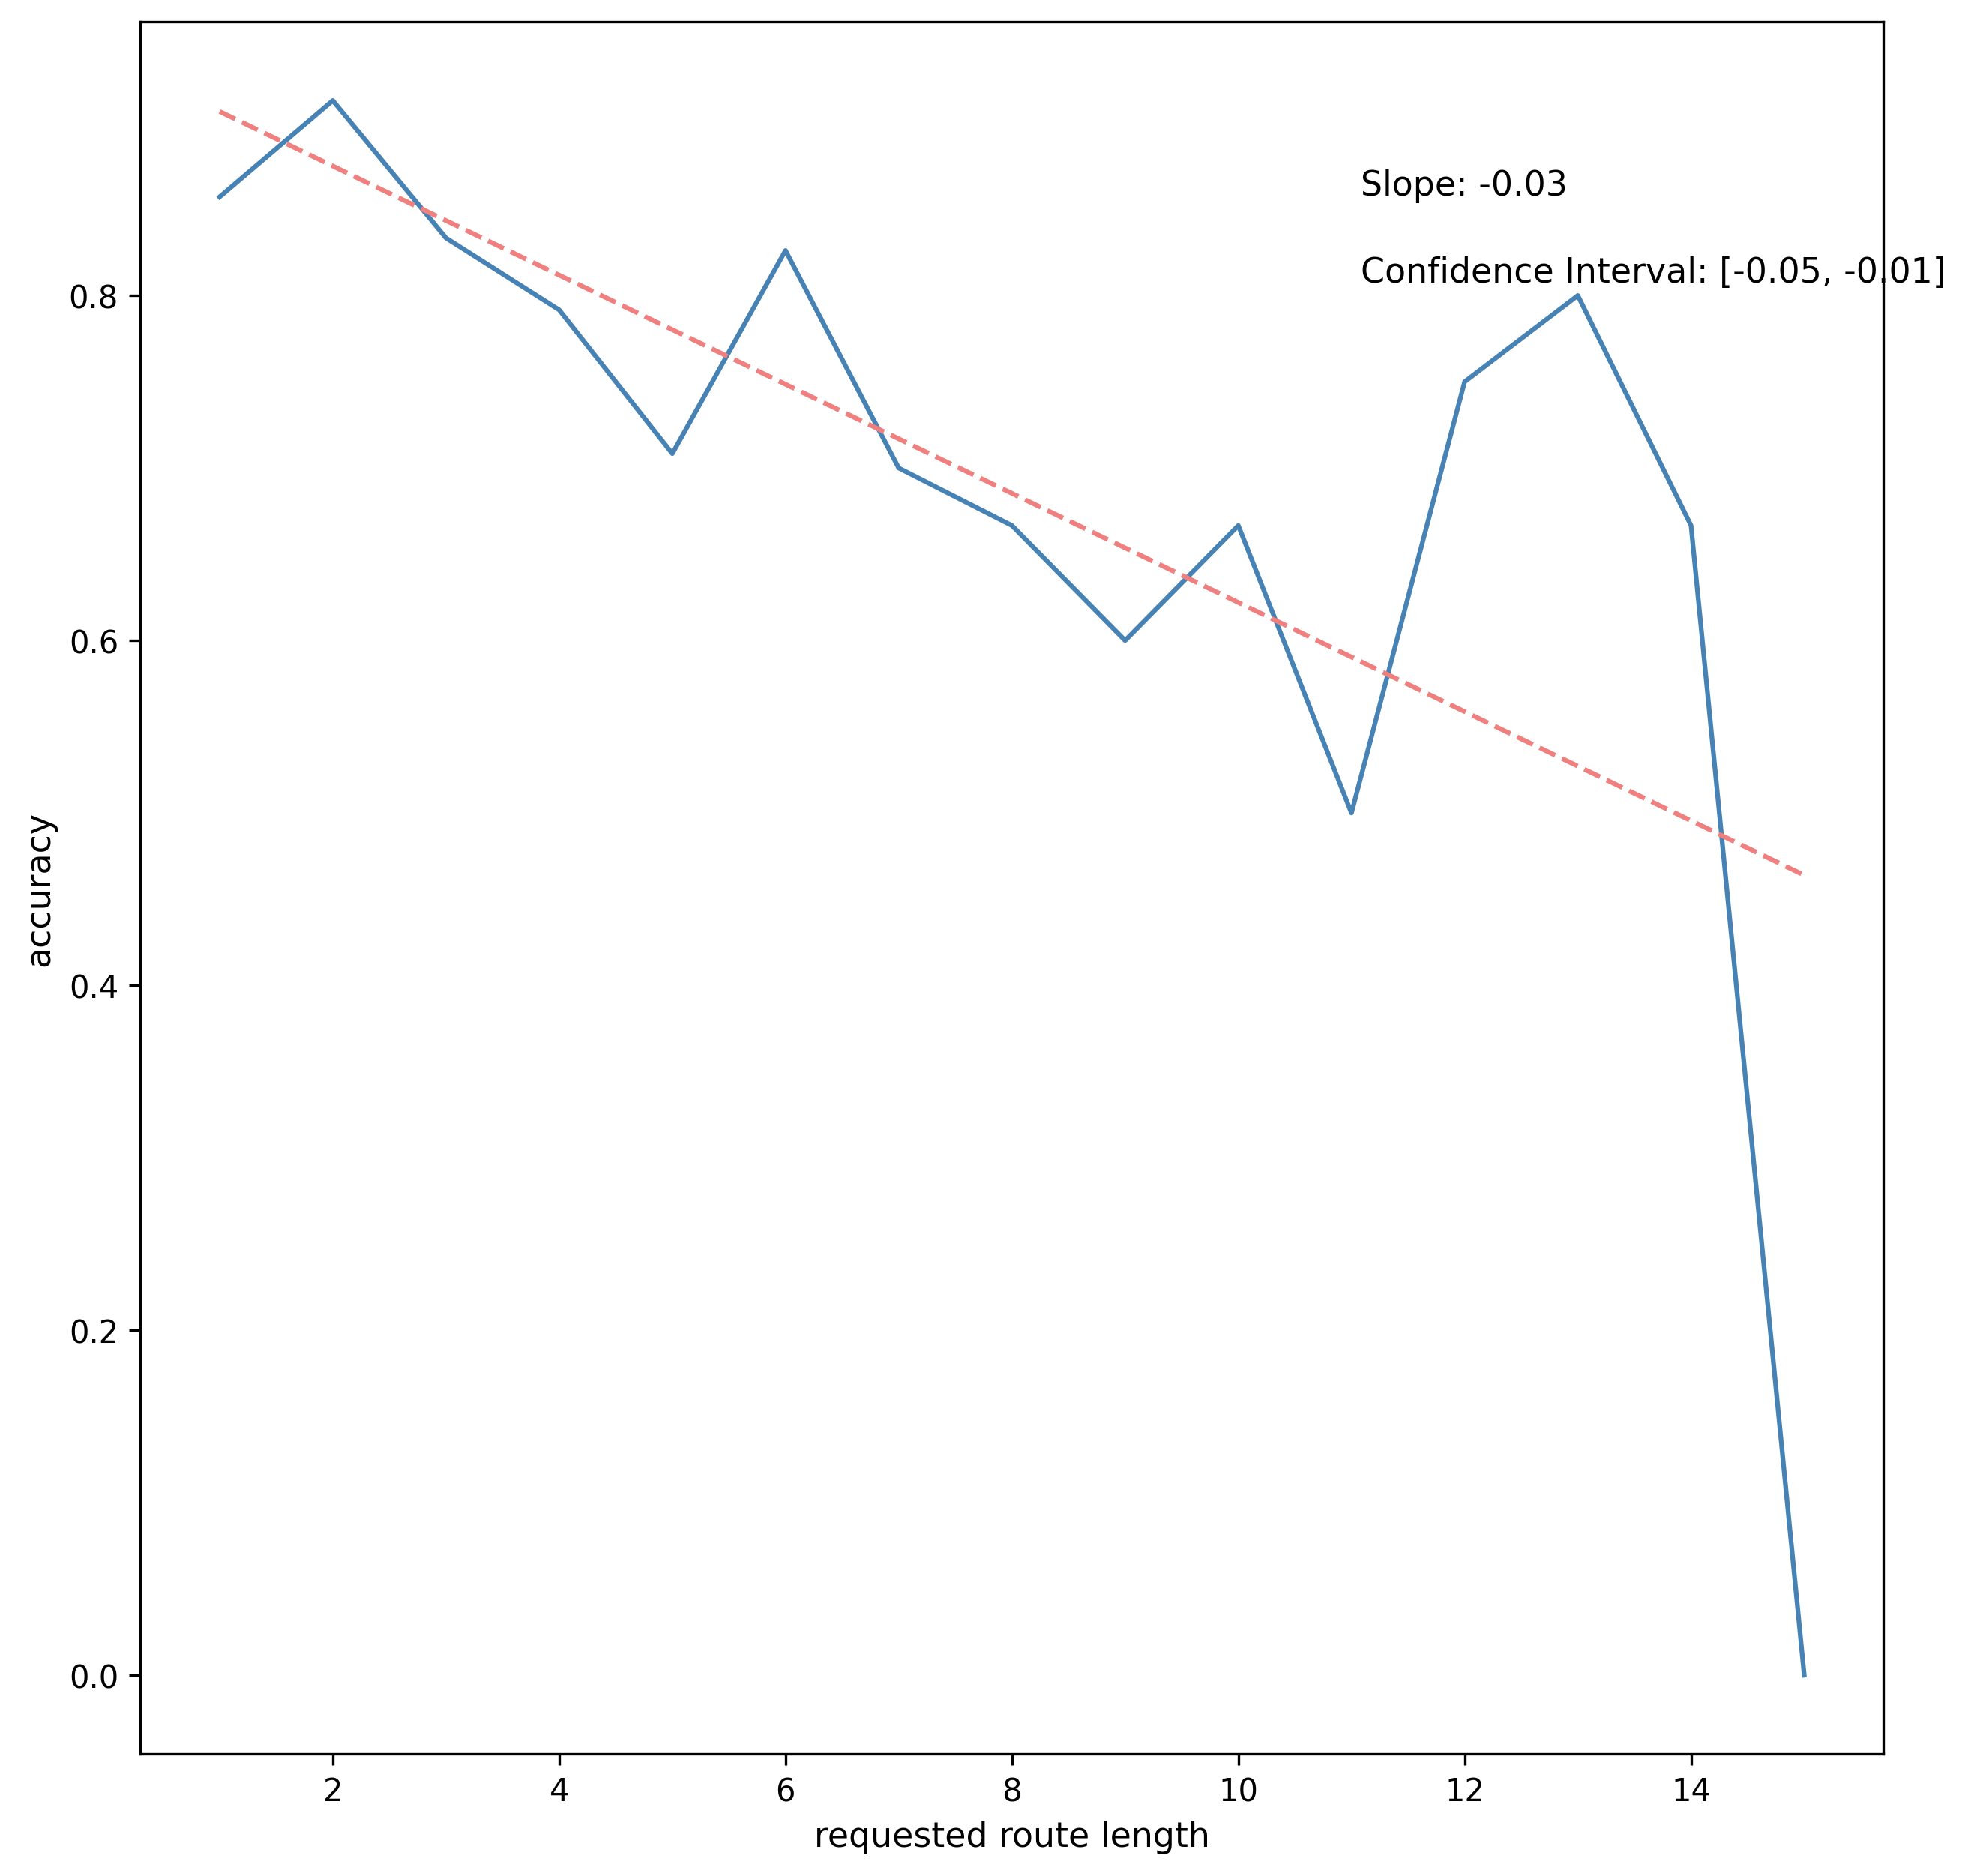 Slope: -0.03
Confidence Interval: [-0.05, -0.01]
0.8
0.6
0.4
0.2
0.0
accuracy
2 4 6 8 10 12 14
requested route length